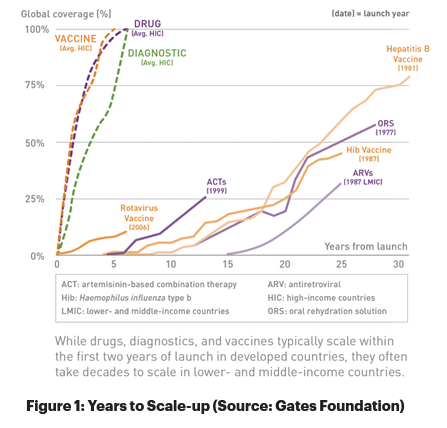 Global coverage (%)
(date) = launch year
100%
75%
50%
25%
0%
VACCINE
(Avg. HIC)
DRUG
(Avg. HIC)
DIAGNOSTIC
(Avg. HIC)
Hepatitis B
Vaccine
(1981)
ORS
(1977)
Hib Vaccine
(1987)
ARVs
(1987 LMIC)
ACTs
(1999)
Rotavirus
Vaccine
(2006)
Years from launch
0 5 10 15 20 25 30
ACT: artemisinin-based combination therapy
Hib: Haemophilus influenza type b
LMIC: lower- and middle-income countries
ARV: antiretroviral
HIC: high-income countries
ORS: oral rehydration solution
While drugs, diagnostics, and vaccines typically scale within
the first two years of launch in developed countries, they often
take decades to scale in lower- and middle-income countries.
Figure 1: Years to Scale-up (Source: Gates Foundation)